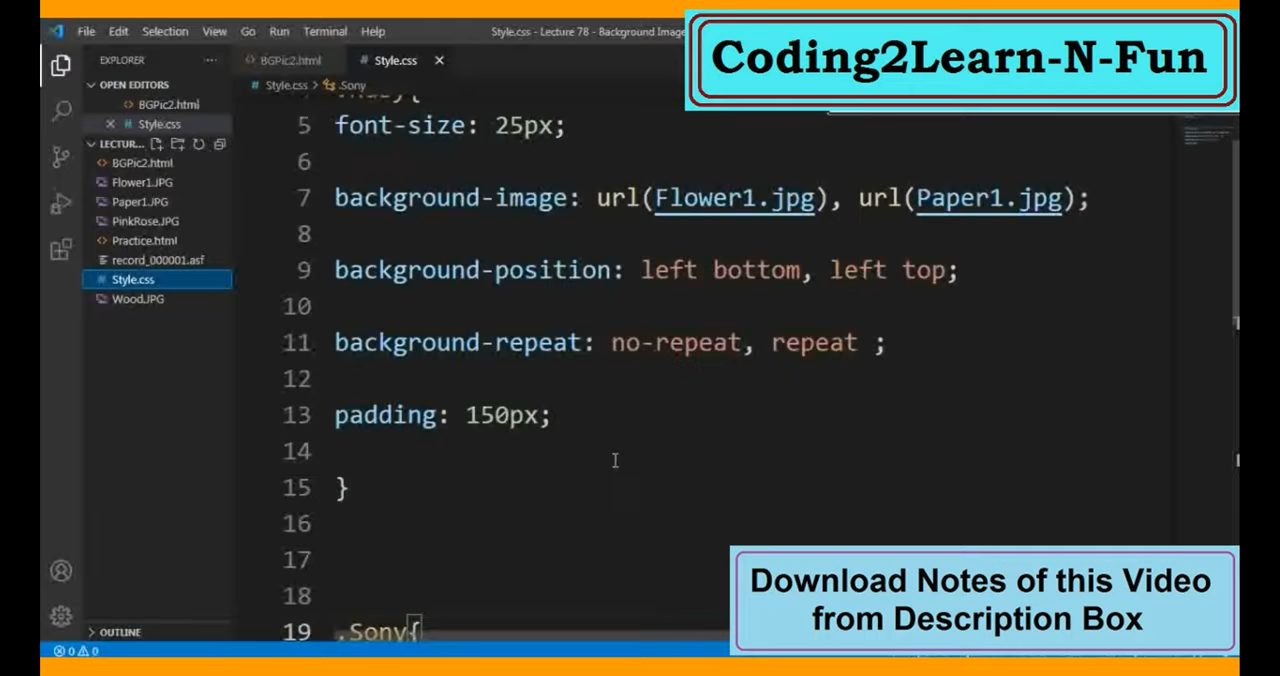 File Edit Selection View Go Run Terminal Help
Style.css - Lecture 78 - Background Image
Coding2Learn-N-Fun
EXPLORER
BGPic2.html
Style.css
OPEN EDITORS
BGPic2.html
Style.css
LECTUR...
BGPic2.html
Flower1.JPG
Paper1.JPG
PinkRose.JPG
Practice.html
record_000001.asf
Style.css
Wood.JPG
OUTLINE
Style.css > .Sony
5 font-size: 25px;
6
7 background-image: url(Flower1.jpg), url(Paper1.jpg);
8
9 background-position: left bottom, left top;
10
11 background-repeat: no-repeat, repeat ;
12
13 padding: 150px;
14
15 }
16
17
18
19 .Sony{
Download Notes of this Video
from Description Box
0 0